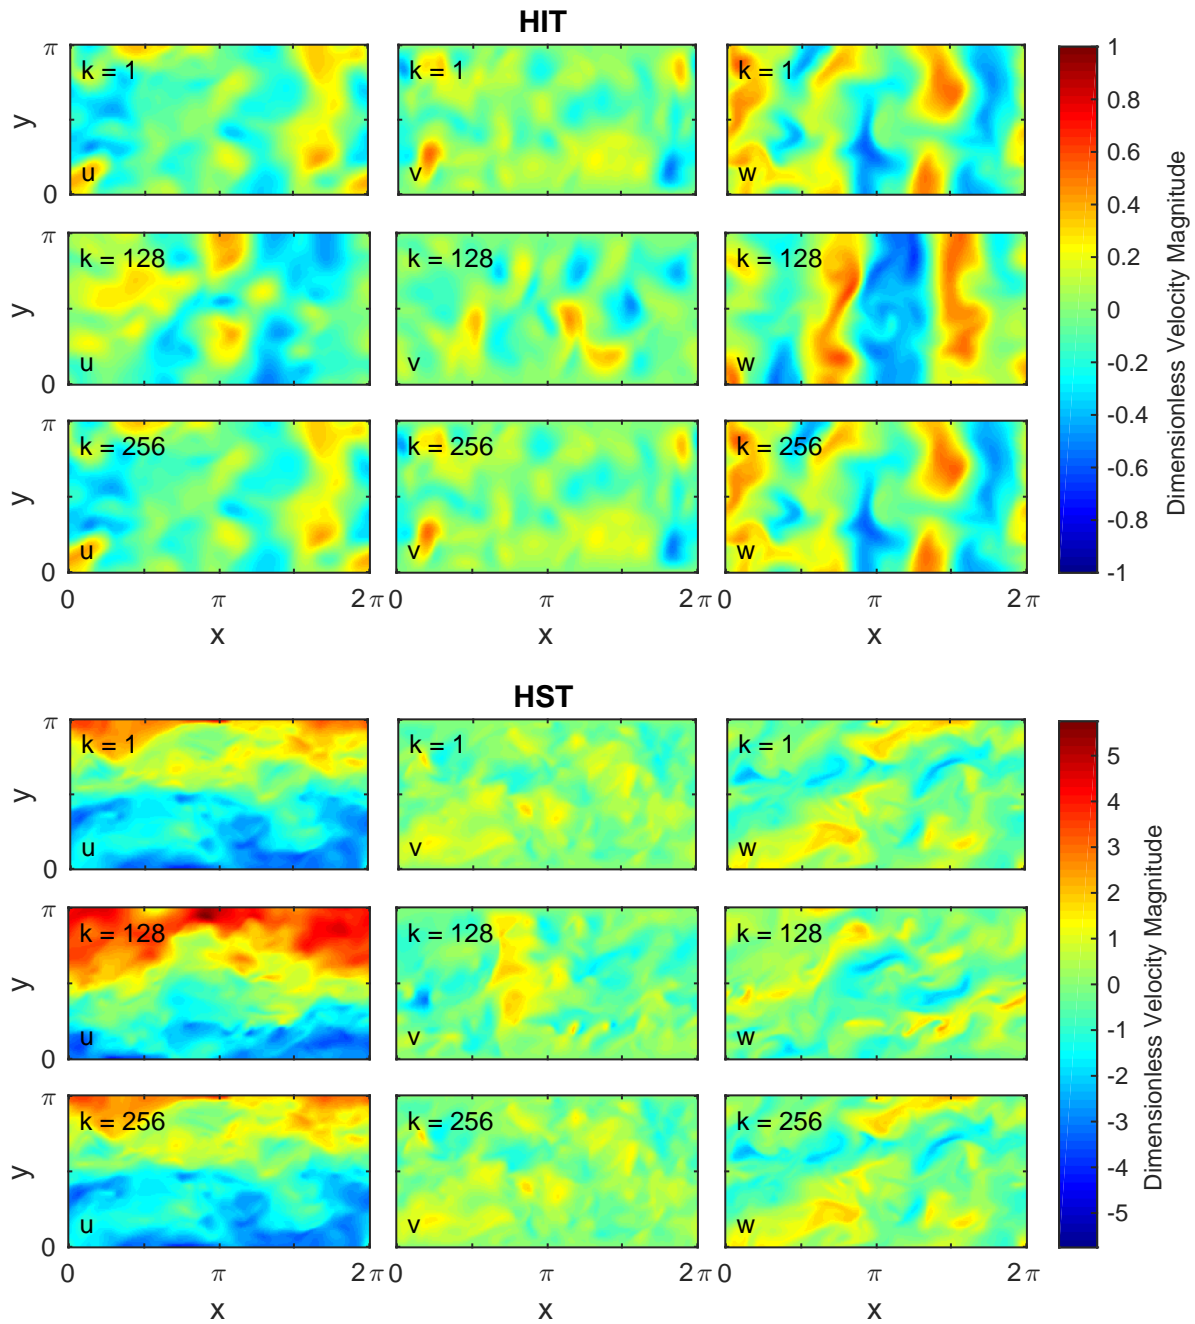 HIT
π
y
0
k = 1
u
k = 1
v
k = 1
w
π
y
0
k = 128
u
k = 128
v
k = 128
w
π
y
0
k = 256
u
k = 256
v
k = 256
w
0 π 2π 0 π 2π 0 π 2π
x x x
1
0.8
0.6
0.4
0.2
0
-0.2
-0.4
-0.6
-0.8
-1
Dimensionless Velocity Magnitude
HST
π
y
0
k = 1
u
k = 1
v
k = 1
w
π
y
0
k = 128
u
k = 128
v
k = 128
w
π
y
0
k = 256
u
k = 256
v
k = 256
w
0 π 2π 0 π 2π 0 π 2π
x x x
5
4
3
2
1
0
-1
-2
-3
-4
-5
Dimensionless Velocity Magnitude